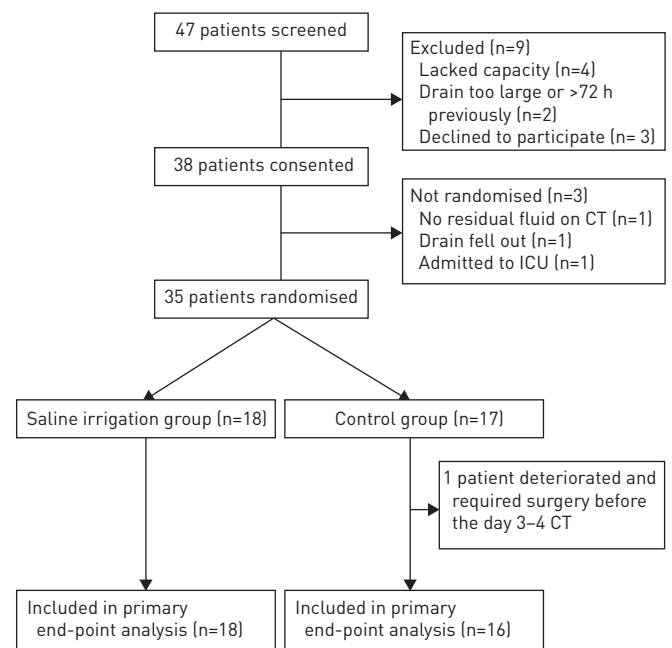 47 patients screened
Excluded (n=9)
Lacked capacity (n=4)
Drain too large or >72 h
previously (n=2)
Declined to participate (n= 3)
38 patients consented
Not randomised (n=3)
No residual fluid on CT (n=1)
Drain fell out (n=1)
Admitted to ICU (n=1)
35 patients randomised
Saline irrigation group (n=18)
Control group (n=17)
1 patient deteriorated and
required surgery before
the day 3–4 CT
Included in primary
end-point analysis (n=18)
Included in primary
end-point analysis (n=16)